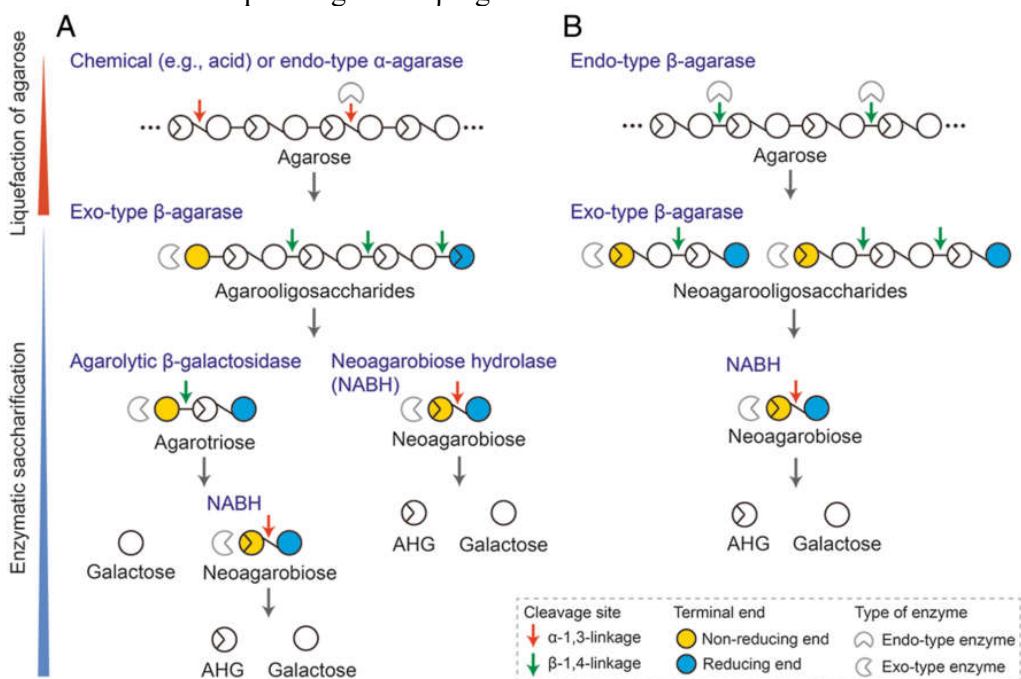 A
B
Chemical (e.g., acid) or endo-type α-agarase
Endo-type β-agarase
Liquefaction of agarose
•••
•••
•••
•••
Agarose
Agarose
Exo-type β-agarase
Exo-type β-agarase
Agarooligosaccharides
Neoagarooligosaccharides
Enzymatic saccharification
Agarolytic β-galactosidase
Neoagarobiose hydrolase
(NABH)
NABH
Agarotriose
Neoagarobiose
Neoagarobiose
NABH
Galactose
Neoagarobiose
AHG
Galactose
AHG
Galactose
AHG
Galactose
Cleavage site
α-1,3-linkage
β-1,4-linkage
Terminal end
Non-reducing end
Reducing end
Type of enzyme
Endo-type enzyme
Exo-type enzyme